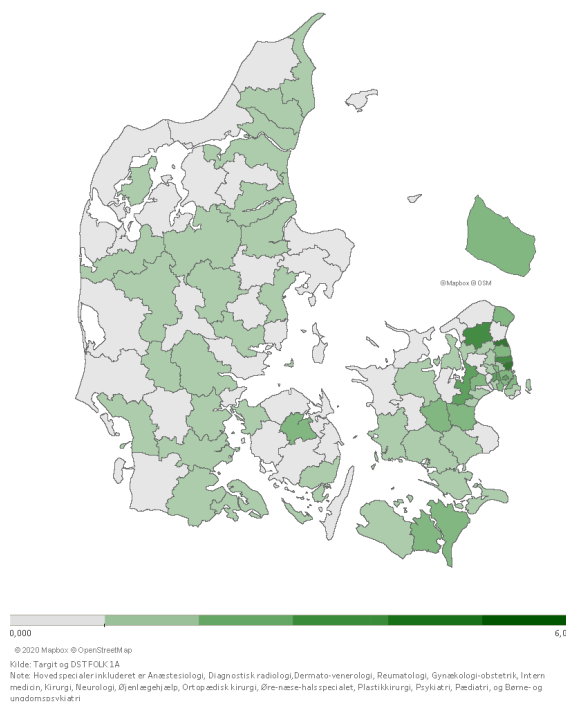 © Mapbox © OSM
0,000
6,0
© 2020 Mapbox © OpenStreetMap
Kilde: Targit og DST FOLK 1A
Note: Hovedspecialer inkluderet er Anæstesiologi, Diagnostisk radiologi,Dermato-venerologi, Reumatologi, Gynækologi-obstetrik, Intern
medicin, Kirurgi, Neurologi, Øjenlægehjælp, Ortopædisk kirurgi, Øre-næse-halsspecialet, Plastikkirurgi, Psykiatri, Pædiatri, og Børne- og
ungdomspsykiatri